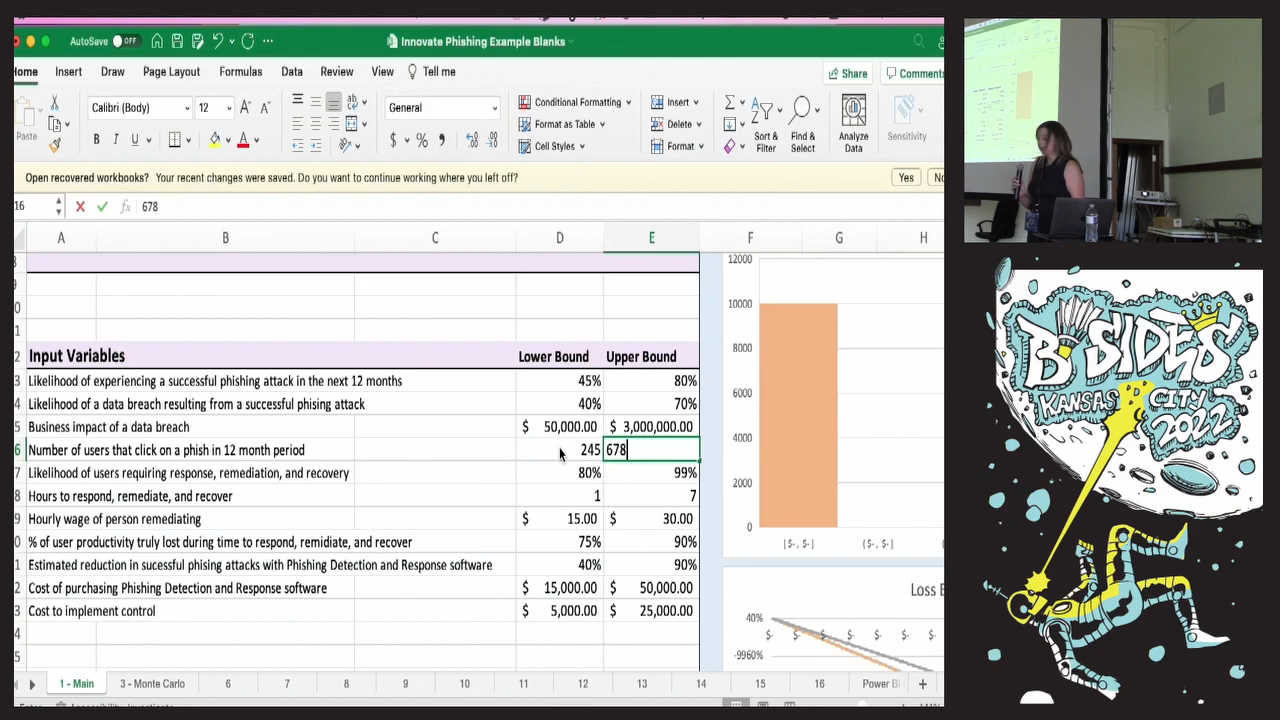 AutoSave OFF
Innovate Phishing Example Blanks
Home Insert Draw Page Layout Formulas Data Review View Tell me
Share Comments
Paste
Calibri (Body) 12
B I U
General
Conditional Formatting
Format as Table
Cell Styles
Insert
Delete
Format
Sort & Filter
Find & Select
Analyze Data
Sensitivity
Open recovered workbooks? Your recent changes were saved. Do you want to continue working where you left off? Yes No
16 fx 678
A B C D E F G H
Input Variables Lower Bound Upper Bound
Likelihood of experiencing a successful phishing attack in the next 12 months 45% 80%
Likelihood of a data breach resulting from a successful phising attack 40% 70%
Business impact of a data breach $ 50,000.00 $ 3,000,000.00
Number of users that click on a phish in 12 month period 245 678
Likelihood of users requiring response, remediation, and recovery 80% 99%
Hours to respond, remediate, and recover 1 7
Hourly wage of person remediating $ 15.00 $ 30.00
% of user productivity truly lost during time to respond, remidiate, and recover 75% 90%
Estimated reduction in sucessful phising attacks with Phishing Detection and Response software 40% 90%
Cost of purchasing Phishing Detection and Response software $ 15,000.00 $ 50,000.00
Cost to implement control $ 5,000.00 $ 25,000.00
12000
10000
8000
6000
4000
2000
0
[$-, $-] [$-, $-]
Loss E
40%
$- $- $- $- $- $- $-
-9960%
1 - Main 3 - Monte Carlo 6 7 8 9 10 11 12 13 14 15 16 Power BI
BSIDES
KANSAS CITY
2022